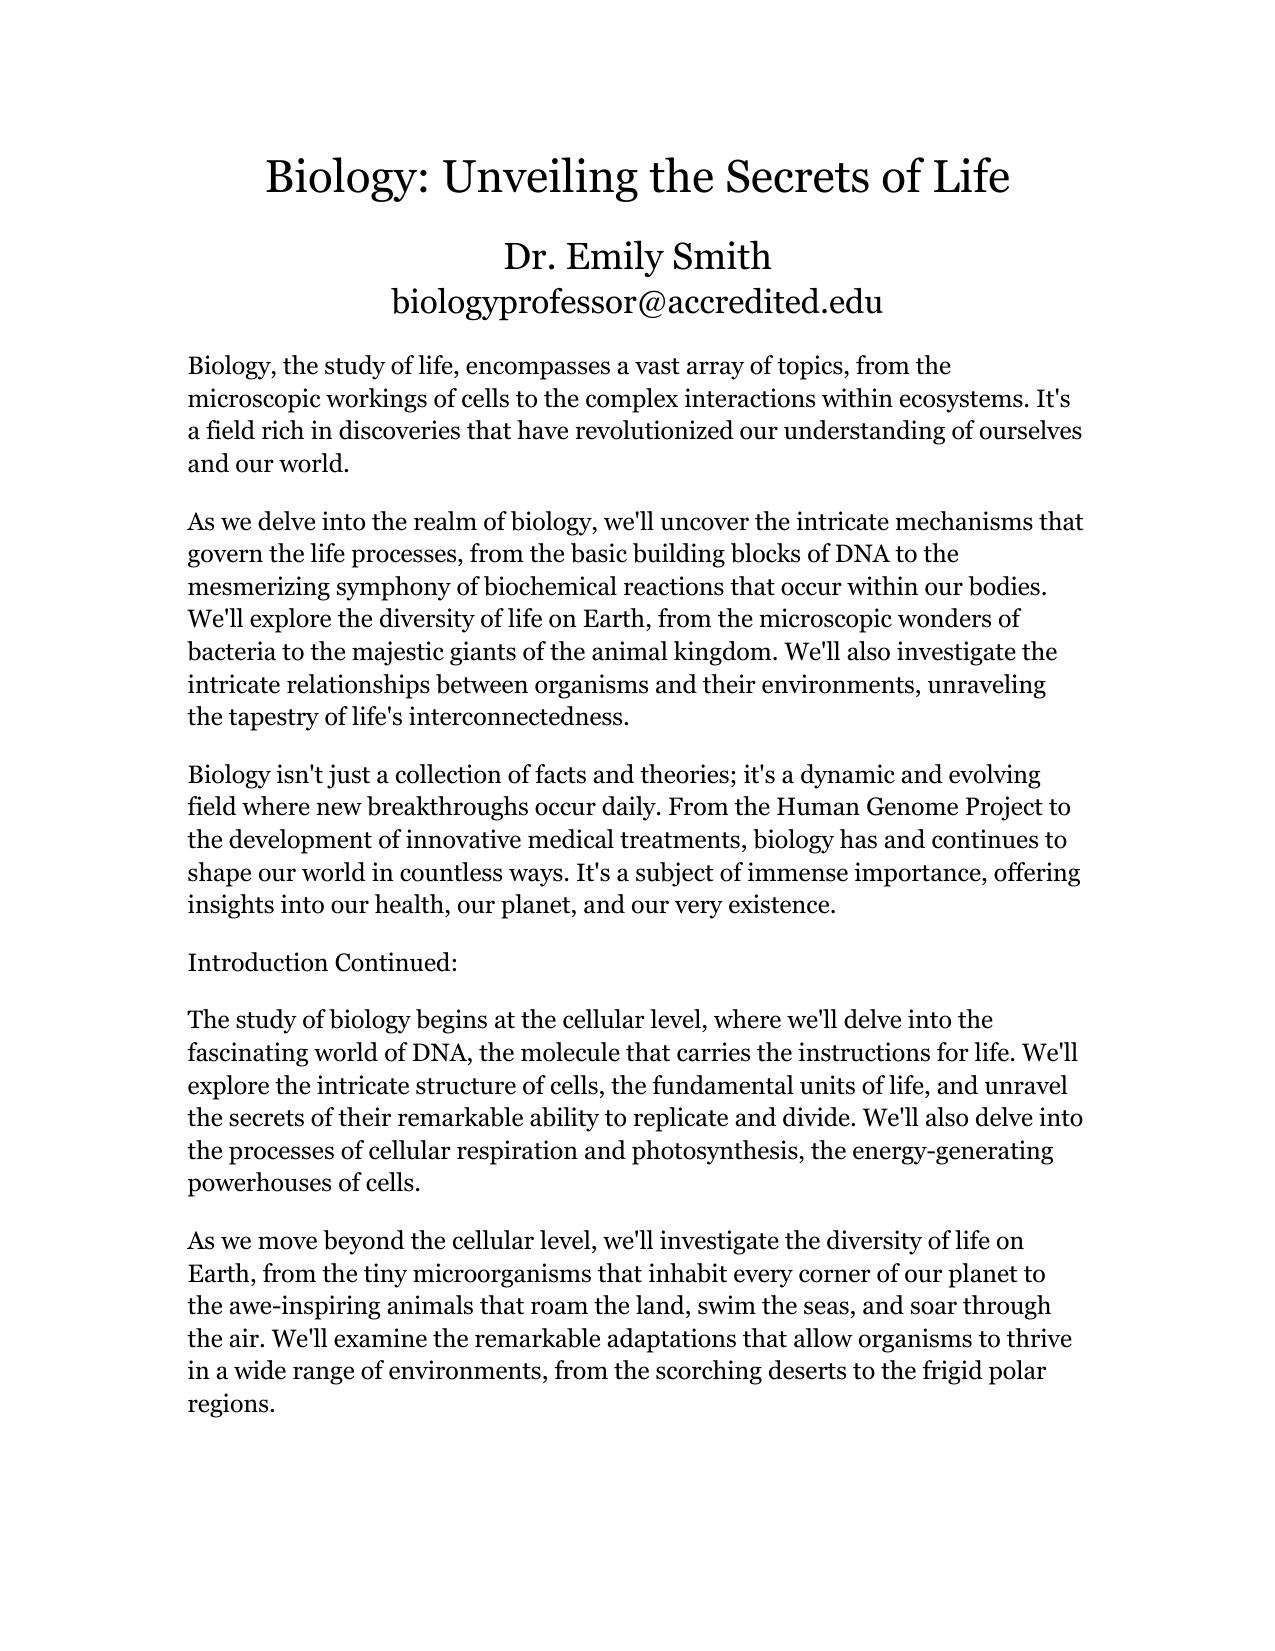 Biology: Unveiling the Secrets of Life
Dr. Emily Smith
biologyprofessor@accredited.edu
Biology, the study of life, encompasses a vast array of topics, from the
microscopic workings of cells to the complex interactions within ecosystems. It's
a field rich in discoveries that have revolutionized our understanding of ourselves
and our world.
As we delve into the realm of biology, we'll uncover the intricate mechanisms that
govern the life processes, from the basic building blocks of DNA to the
mesmerizing symphony of biochemical reactions that occur within our bodies.
We'll explore the diversity of life on Earth, from the microscopic wonders of
bacteria to the majestic giants of the animal kingdom. We'll also investigate the
intricate relationships between organisms and their environments, unraveling
the tapestry of life's interconnectedness.
Biology isn't just a collection of facts and theories; it's a dynamic and evolving
field where new breakthroughs occur daily. From the Human Genome Project to
the development of innovative medical treatments, biology has and continues to
shape our world in countless ways. It's a subject of immense importance, offering
insights into our health, our planet, and our very existence.
Introduction Continued:
The study of biology begins at the cellular level, where we'll delve into the
fascinating world of DNA, the molecule that carries the instructions for life. We'll
explore the intricate structure of cells, the fundamental units of life, and unravel
the secrets of their remarkable ability to replicate and divide. We'll also delve into
the processes of cellular respiration and photosynthesis, the energy-generating
powerhouses of cells.
As we move beyond the cellular level, we'll investigate the diversity of life on
Earth, from the tiny microorganisms that inhabit every corner of our planet to
the awe-inspiring animals that roam the land, swim the seas, and soar through
the air. We'll examine the remarkable adaptations that allow organisms to thrive
in a wide range of environments, from the scorching deserts to the frigid polar
regions.